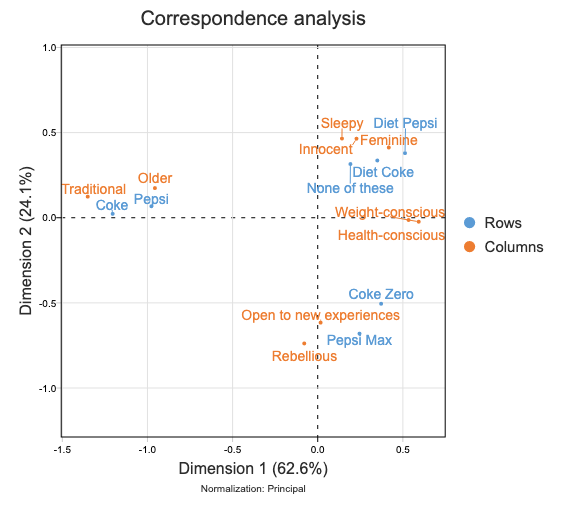 Correspondence analysis
1.0
Sleepy Diet Pepsi
0.5
Innocent Feminine
Diet Coke
Older
Traditional None of these
Coke Pepsi
Weight-conscious
0.0
Rows
Health-conscious
Columns
Dimension 2 (24.1%)
Coke Zero
-0.5
Open to new experiences
Pepsi Max
Rebellious
-1.0
-1.5 -1.0 -0.5 0.0 0.5
Dimension 1 (62.6%)
Normalization: Principal